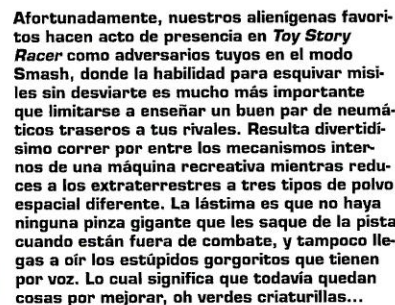 Afortunadamente, nuestros alienígenas favori-
tos hacen acto de presencia en Toy Story
Racer como adversarios tuyos en el modo
Smash, donde la habilidad para esquivar misi-
les sin desviarte es mucho más importante
que limitarse a enseñar un buen par de neumá-
ticos traseros a tus rivales. Resulta divertidí-
simo correr por entre los mecanismos inter-
nos de una máquina recreativa mientras redu-
ces a los extraterrestres a tres tipos de polvo
espacial diferente. La lástima es que no haya
ninguna pinza gigante que les saque de la pista
cuando están fuera de combate, y tampoco lle-
gas a oír los estúpidos gorgoritos que tienen
por voz. Lo cual significa que todavía quedan
cosas por mejorar, oh verdes criaturillas...